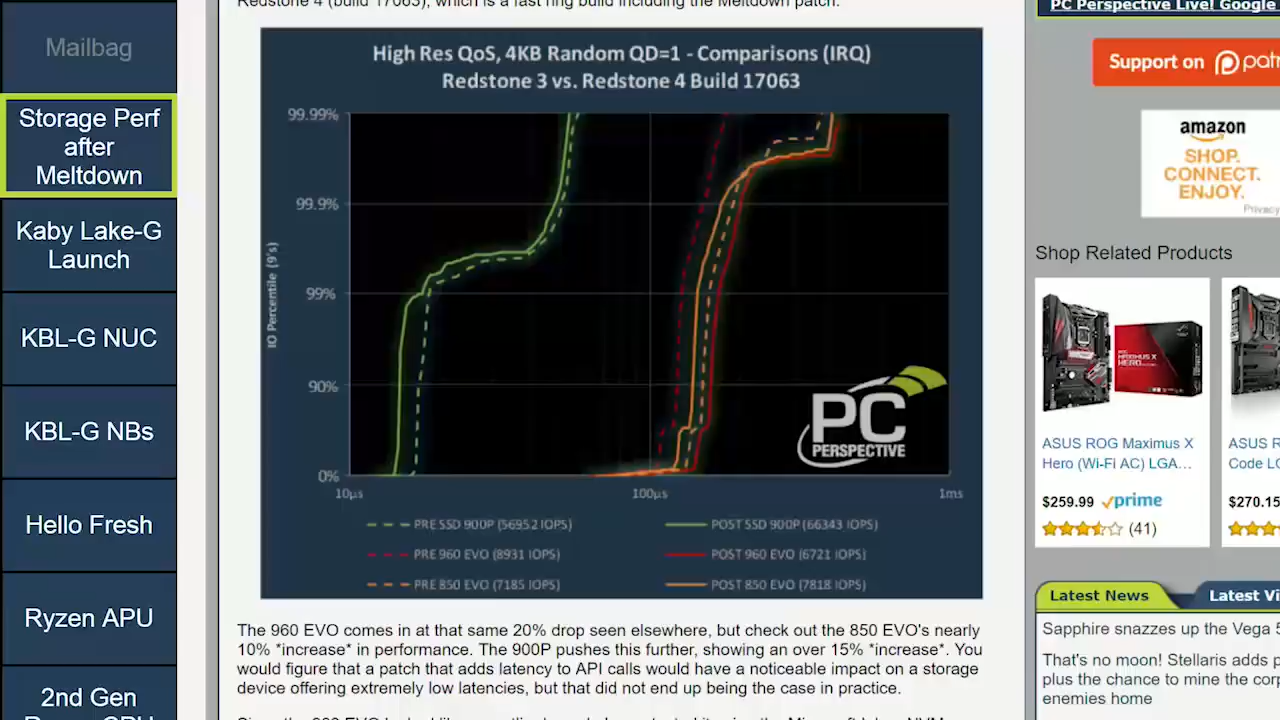 Mailbag
Storage Perf
after
Meltdown
Kaby Lake-G
Launch
KBL-G NUC
KBL-G NBs
Hello Fresh
Ryzen APU
2nd Gen
Redstone 4 (build 17063), which is a fast ring build including the Meltdown patch.
High Res QoS, 4KB Random QD=1 - Comparisons (IRQ)
Redstone 3 vs. Redstone 4 Build 17063
IO Percentile (9's)
99.99%
99.9%
99%
90%
0%
10µs
100µs
1ms
PC
PERSPECTIVE
PRE SSD 900P (56952 IOPS)
POST SSD 900P (66343 IOPS)
PRE 960 EVO (8931 IOPS)
POST 960 EVO (6721 IOPS)
PRE 850 EVO (7185 IOPS)
POST 850 EVO (7818 IOPS)
The 960 EVO comes in at that same 20% drop seen elsewhere, but check out the 850 EVO's nearly
10% *increase* in performance. The 900P pushes this further, showing an over 15% *increase*. You
would figure that a patch that adds latency to API calls would have a noticeable impact on a storage
device offering extremely low latencies, but that did not end up being the case in practice.
PC Perspective Live! Google
Support on patr
amazon
SHOP.
CONNECT.
ENJOY.
Privacy
Shop Related Products
ASUS ROG Maximus X
Hero (Wi-Fi AC) LGA...
$259.99 prime
(41)
ASUS R
Code LG
$270.15
Latest News
Latest Vi
Sapphire snazzes up the Vega 5
That's no moon! Stellaris adds p
plus the chance to mine the corp
enemies home